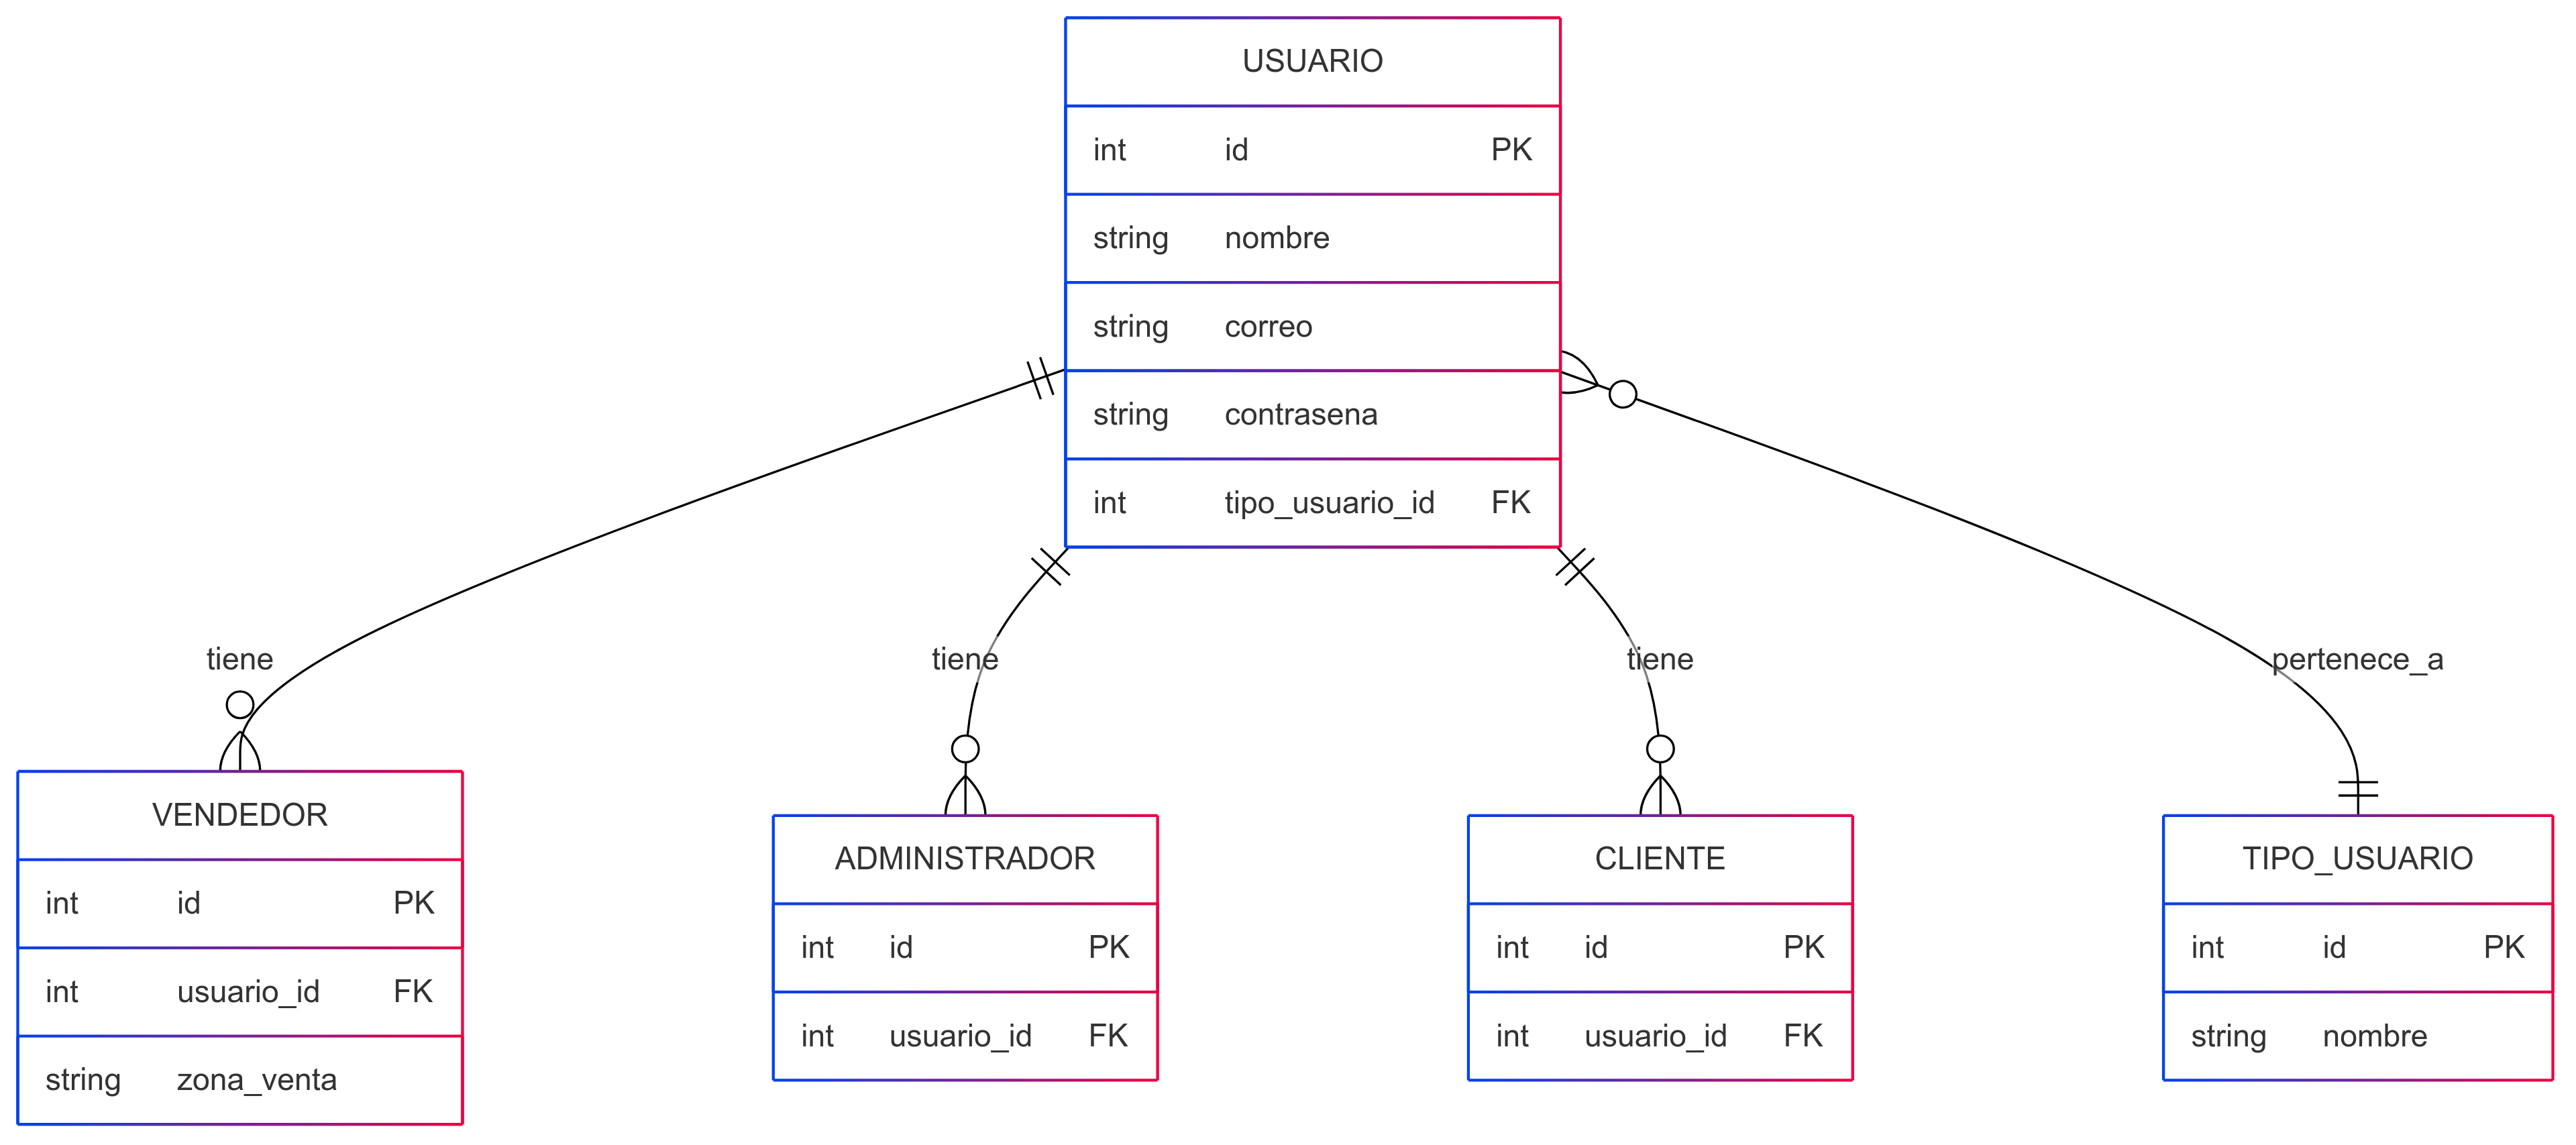 USUARIO
int id PK
string nombre
string correo
string contrasena
int tipo_usuario_id FK
tiene
tiene
tiene
pertenece_a
VENDEDOR
int id PK
int usuario_id FK
string zona_venta
ADMINISTRADOR
int id PK
int usuario_id FK
CLIENTE
int id PK
int usuario_id FK
TIPO_USUARIO
int id PK
string nombre